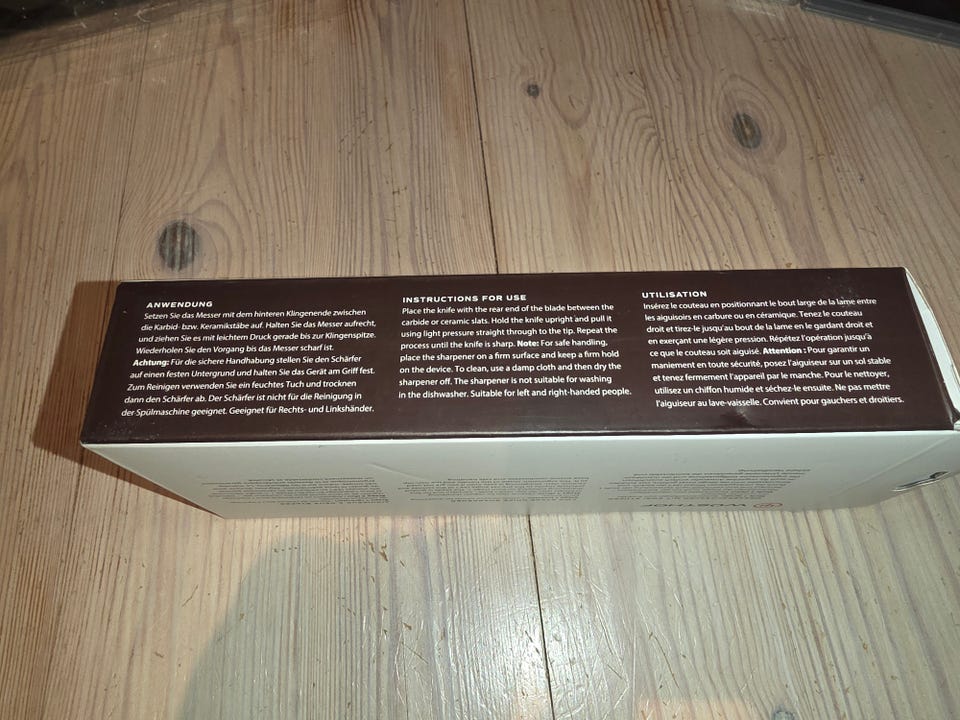 ANWENDUNG
Setzen Sie das Messer mit dem hinteren Klingenende zwischen
die Karbid- bzw. Keramikstäbe auf. Halten Sie das Messer aufrecht,
und ziehen Sie es mit leichtem Druck gerade bis zur Klingenspitze.
Wiederholen Sie den Vorgang bis das Messer scharf ist.
Achtung: Für die sichere Handhabung stellen Sie den Schärfer
auf einen festen Untergrund und halten Sie das Gerät am Griff fest.
Zum Reinigen verwenden Sie ein feuchtes Tuch und trocknen
dann den Schärfer ab. Der Schärfer ist nicht für die Reinigung in
der Spülmaschine geeignet. Geeignet für Rechts- und Linkshänder.
INSTRUCTIONS FOR USE
Place the knife with the rear end of the blade between the
carbide or ceramic slats. Hold the knife upright and pull it
using light pressure straight through to the tip. Repeat the
process until the knife is sharp. Note: For safe handling,
place the sharpener on a firm surface and keep a firm hold
on the device. To clean, use a damp cloth and then dry the
sharpener off. The sharpener is not suitable for washing
in the dishwasher. Suitable for left and right-handed people.
UTILISATION
Insérez le couteau en positionnant le bout large de la lame entre
les aiguisoirs en carbure ou en céramique. Tenez le couteau
droit et tirez-le jusqu'au bout de la lame en le gardant droit et
en exerçant une légère pression. Répétez l'opération jusqu'à
ce que le couteau soit aiguisé. Attention : Pour garantir un
maniement en toute sécurité, posez l'aiguiseur sur un sol stable
et tenez fermement l'appareil par le manche. Pour le nettoyer,
utilisez un chiffon humide et séchez-le ensuite. Ne pas mettre
l'aiguiseur au lave-vaisselle. Convient pour gauchers et droitiers.
WÜSTHOF